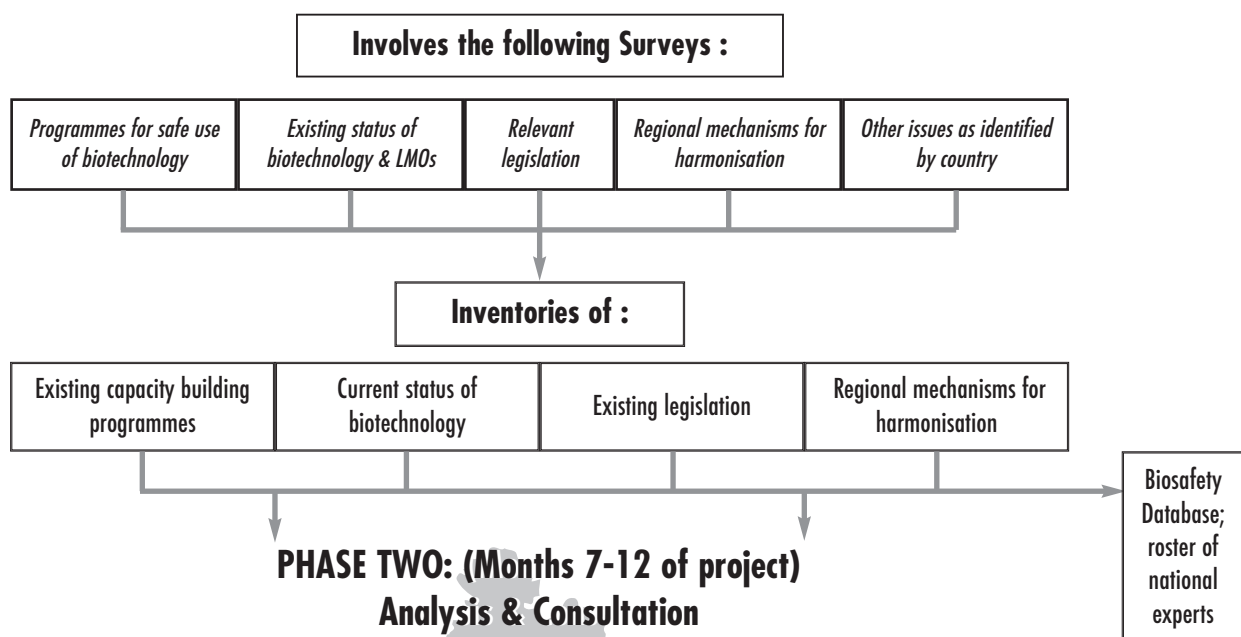 Involves the following Surveys :
Programmes for safe use
of biotechnology
Existing status of
biotechnology & LMOs
Relevant
legislation
Regional mechanisms for
harmonisation
Other issues as identified
by country
Inventories of :
Existing capacity building
programmes
Current status of
biotechnology
Existing legislation
Regional mechanisms for
harmonisation
Biosafety
Database;
roster of
national
experts
PHASE TWO: (Months 7-12 of project)
Analysis & Consultation